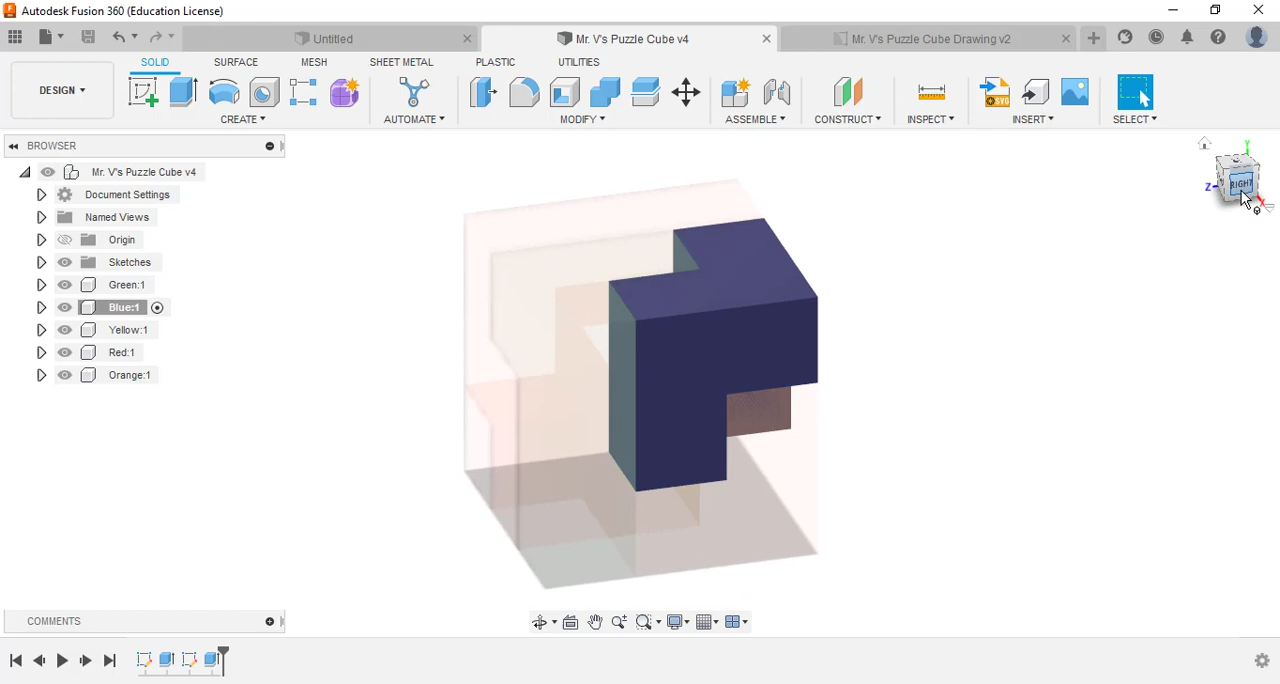 Autodesk Fusion 360 (Education License)
Untitled
Mr. V's Puzzle Cube v4
Mr. V's Puzzle Cube Drawing v2
SOLID
SURFACE
MESH
SHEET METAL
PLASTIC
UTILITIES
DESIGN
CREATE
AUTOMATE
MODIFY
ASSEMBLE
CONSTRUCT
INSPECT
INSERT
SELECT
SVG
BROWSER
Mr. V's Puzzle Cube v4
Document Settings
Named Views
Origin
Sketches
Green:1
Blue:1
Yellow:1
Red:1
Orange:1
Y
RIGHT
Z
X
COMMENTS